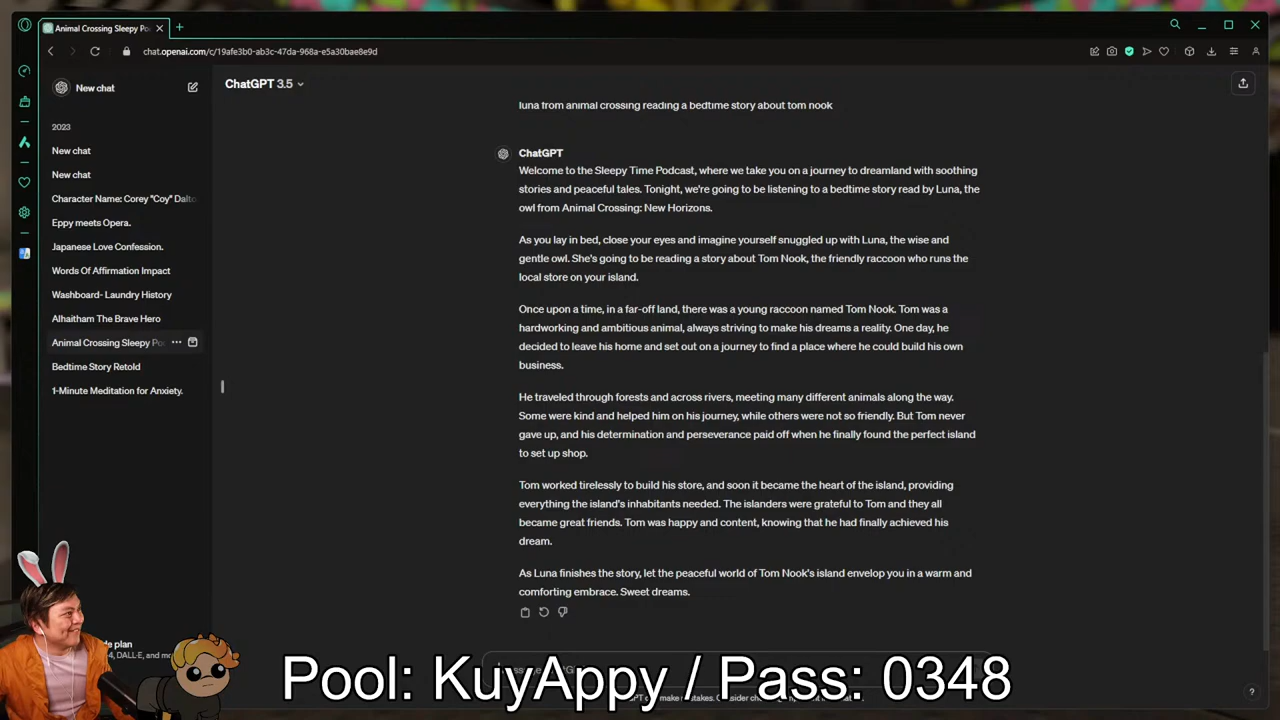 Animal Crossing Sleepy Po
chat.openai.com/c/19afe3b0-ab3c-47da-968a-e5a30bae8e9d
New chat
2023
New chat
New chat
Character Name: Corey "Coy" Dalto
Eppy meets Opera.
Japanese Love Confession.
Words Of Affirmation Impact
Washboard- Laundry History
Alhaitham The Brave Hero
Animal Crossing Sleepy Po
Bedtime Story Retold
1-Minute Meditation for Anxiety.
plan
DALL·E, and
ChatGPT 3.5
luna from animal crossing reading a bedtime story about tom nook
ChatGPT
Welcome to the Sleepy Time Podcast, where we take you on a journey to dreamland with soothing
stories and peaceful tales. Tonight, we're going to be listening to a bedtime story read by Luna, the
owl from Animal Crossing: New Horizons.
As you lay in bed, close your eyes and imagine yourself snuggled up with Luna, the wise and
gentle owl. She's going to be reading a story about Tom Nook, the friendly raccoon who runs the
local store on your island.
Once upon a time, in a far-off land, there was a young raccoon named Tom Nook. Tom was a
hardworking and ambitious animal, always striving to make his dreams a reality. One day, he
decided to leave his home and set out on a journey to find a place where he could build his own
business.
He traveled through forests and across rivers, meeting many different animals along the way.
Some were kind and helped him on his journey, while others were not so friendly. But Tom never
gave up, and his determination and perseverance paid off when he finally found the perfect island
to set up shop.
Tom worked tirelessly to build his store, and soon it became the heart of the island, providing
everything the island's inhabitants needed. The islanders were grateful to Tom and they all
became great friends. Tom was happy and content, knowing that he had finally achieved his
dream.
As Luna finishes the story, let the peaceful world of Tom Nook's island envelop you in a warm and
comforting embrace. Sweet dreams.
Pool: KuyAppy / Pass: 0348